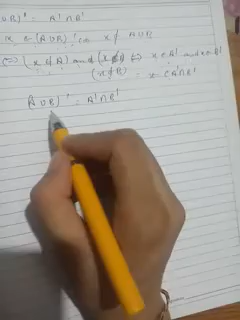 ∪B)' = A'∩B'
x ∈ (A∪B)' ⇔ x ∉ A∪B
⇔ (x ∉ A) and (x ∉ B) ⇔ x ∈ A' and x ∈ B'
(x ∉ B) = x ∈ A'∩B'
(A∪B)' = A'∩B'